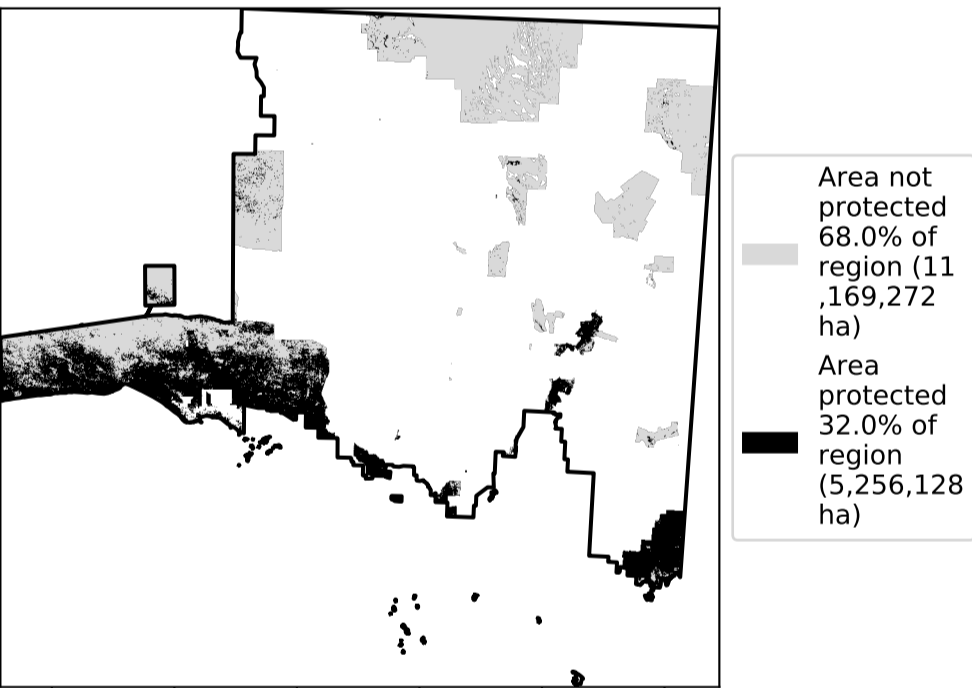 Area not
protected
68.0% of
region (11
,169,272
ha)
Area
protected
32.0% of
region
(5,256,128
ha)